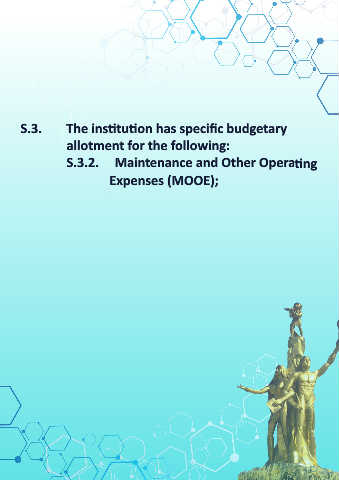 S.3. The institution has specific budgetary
allotment for the following:
S.3.2. Maintenance and Other Operating
Expenses (MOOE);